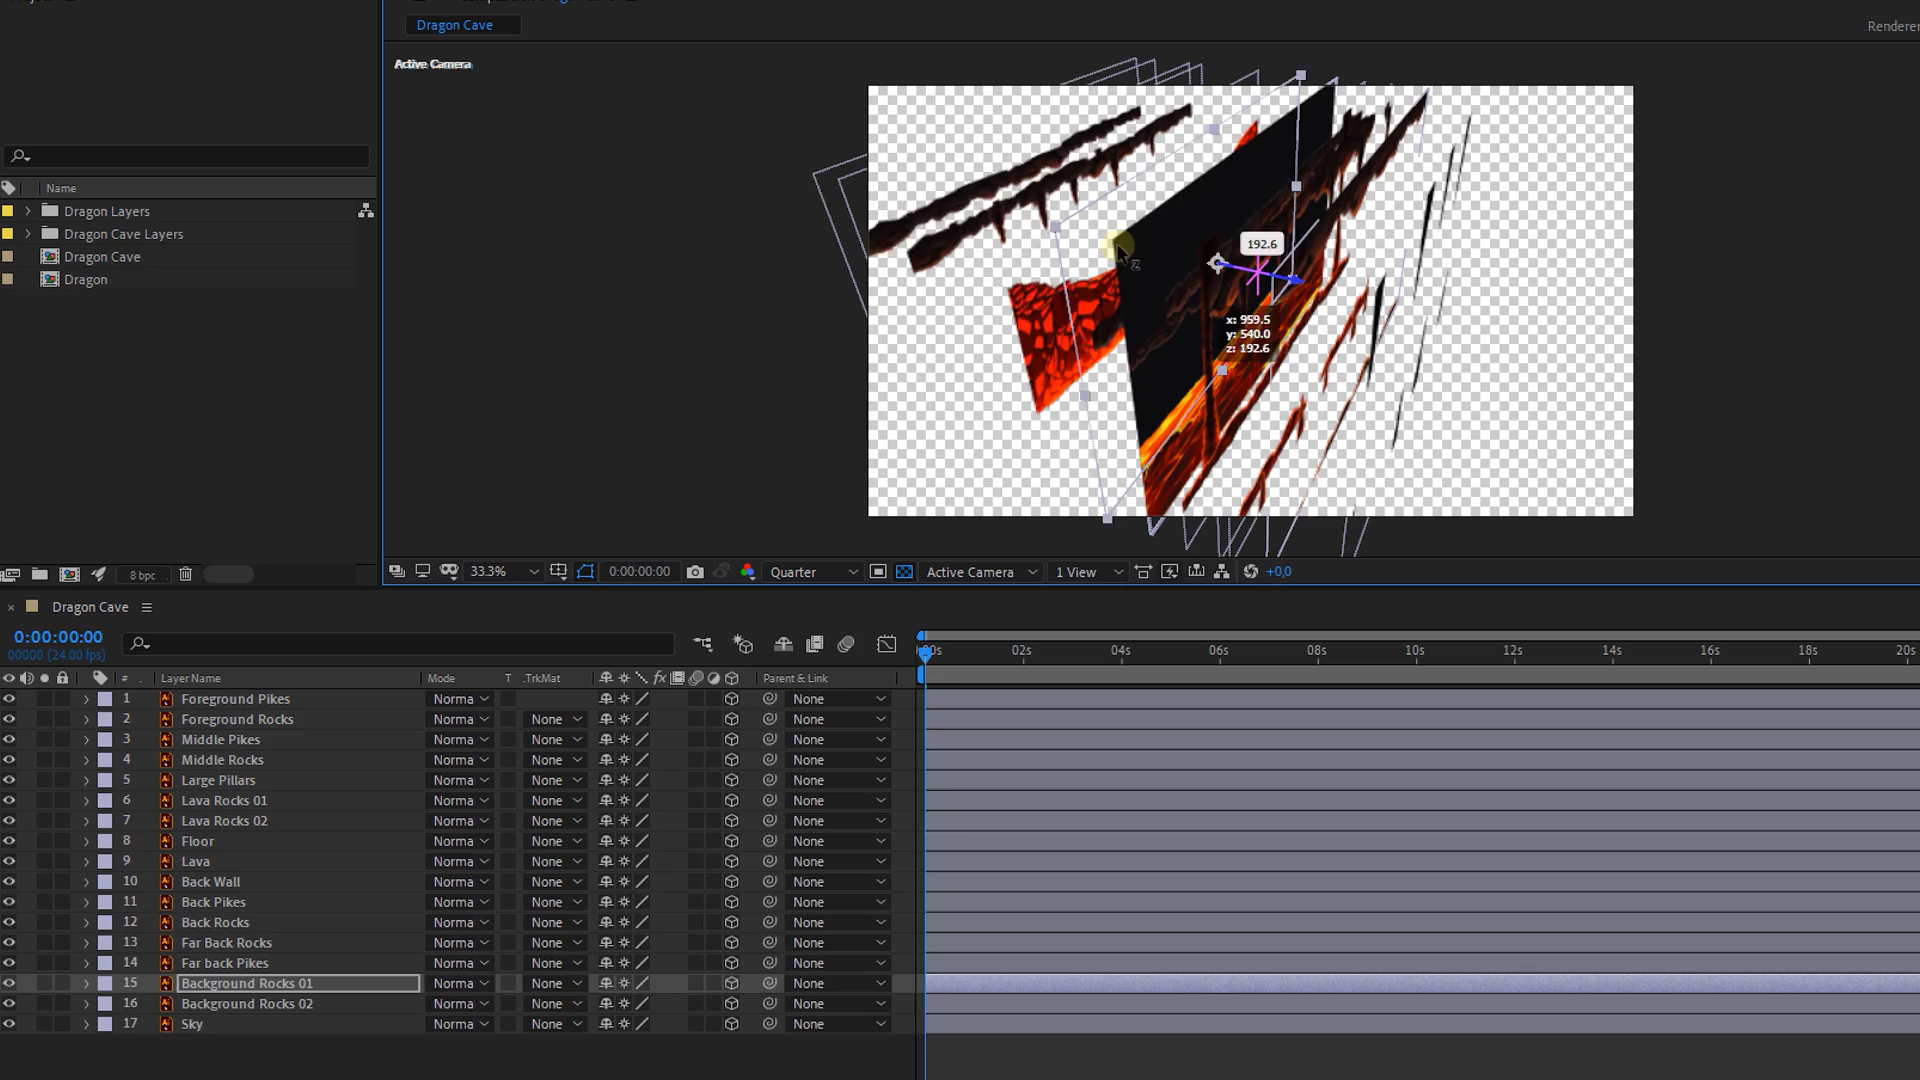 Dragon Cave
Renderer
Active Camera
Name
Dragon Layers
Dragon Cave Layers
Dragon Cave
Dragon
192.6
Z
x: 959.5
y: 540.0
z: 192.6
8 bpc
33.3%
0:00:00:00
Quarter
Active Camera
1 View
+0,0
× Dragon Cave
0:00:00:00
00000 (24.00 fps)
:00s 02s 04s 06s 08s 10s 12s 14s 16s 18s 20s
# . Layer Name Mode T .TrkMat fx Parent & Link
1 Foreground Pikes Norma None
2 Foreground Rocks Norma None None
3 Middle Pikes Norma None None
4 Middle Rocks Norma None None
5 Large Pillars Norma None None
6 Lava Rocks 01 Norma None None
7 Lava Rocks 02 Norma None None
8 Floor Norma None None
9 Lava Norma None None
10 Back Wall Norma None None
11 Back Pikes Norma None None
12 Back Rocks Norma None None
13 Far Back Rocks Norma None None
14 Far back Pikes Norma None None
15 Background Rocks 01 Norma None None
16 Background Rocks 02 Norma None None
17 Sky Norma None None